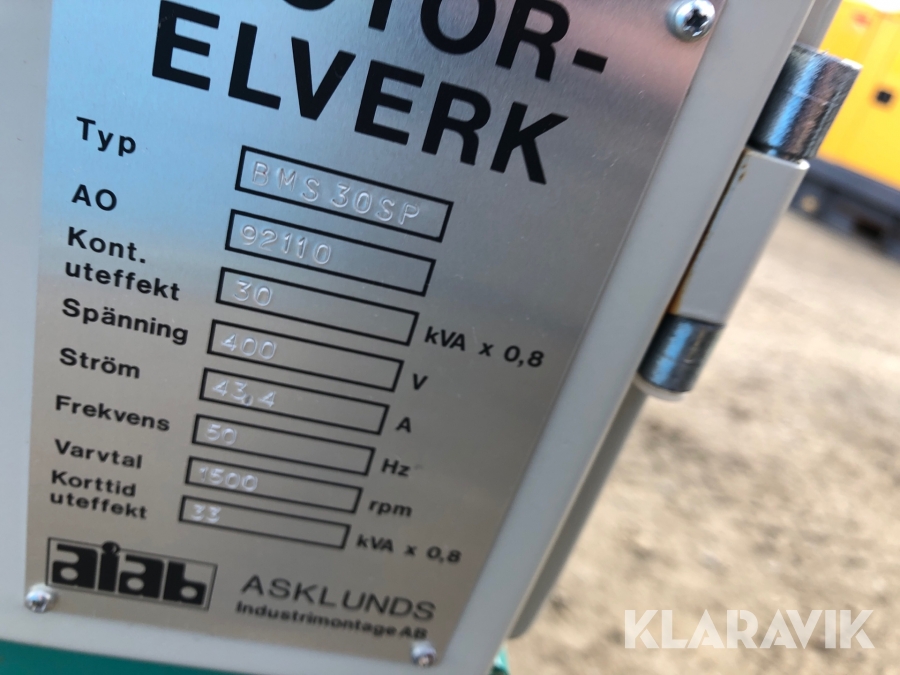 OTOR-
ELVERK
Typ BMS 30SP
AO 92110
Kont.
uteffekt 30 kVA x 0,8
Spänning 400 V
Ström 43,4 A
Frekvens 50 Hz
Varvtal 1500 rpm
Korttid
uteffekt 33 kVA x 0,8
aiab ASKLUNDS
Industrimontage AB
KLARAVIK